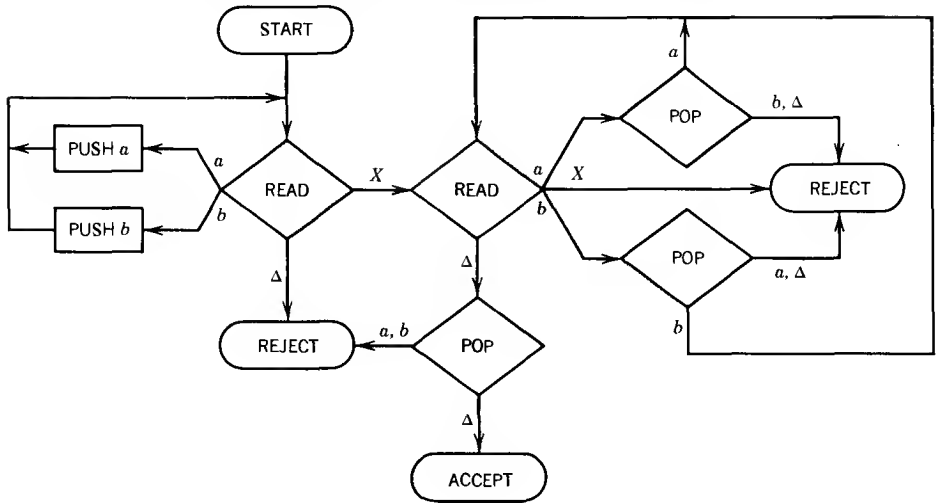 START
a
POP
b, Δ
PUSH a
a
READ
X
READ
a
X
b
REJECT
PUSH b
b
POP
a, Δ
Δ
Δ
b
REJECT
a, b
POP
Δ
ACCEPT